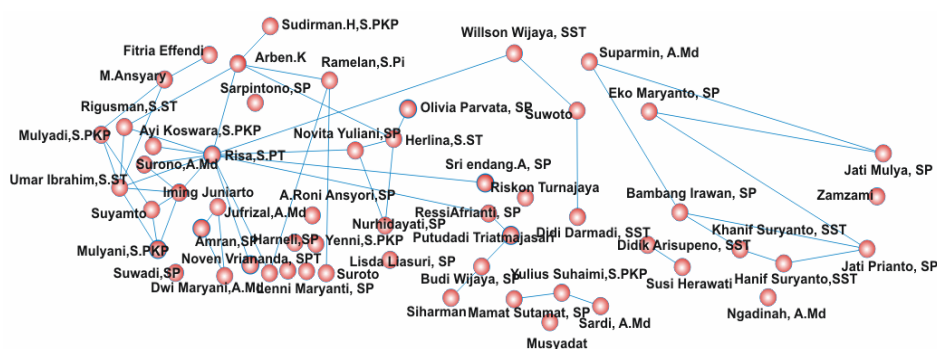 Sudirman.H,S.PKP
Willson Wijaya, SST
Fitria Effendi
Arben.K
Ramelan,S.Pi
Suparmin, A.Md
M.Ansyary
Sarpintono,SP
Eko Maryanto, SP
Rigusman,S.ST
Olivia Parvata, SP
Suwoto
Mulyadi,S.PKP
Ayi Koswara,S.PKP
Novita Yuliani,SP
Herlina,S.ST
Surono,A.Md
Risa,S.PT
Jati Mulya, SP
Sri endang.A, SP
Umar Ibrahim,S.ST
Iming Juniarto
A.Roni Ansyori,SP
Riskon Turnajaya
Bambang Irawan, SP
Zamzami
Suyamto
Jufrizal,A.Md
RessiAfrianti, SP
Nurhidayati, SP
Didi Darmadi, SST
Khanif Suryanto, SST
Mulyani,S.PKP
Amran,SP
Harneli,SP
Yenni,S.PKP
Putudadi Triatmajasari
Didik Arisupeno, SST
Noven Vriananda, SPT
Lisda Liasuri, SP
Jati Prianto, SP
Suwadi,SP
Dwi Maryani,A.Md
Lenni Maryanti, SP
Suroto
Budi Wijaya, SP
Yulius Suhaimi,S.PKP
Susi Herawati
Hanif Suryanto,SST
Siharman
Mamat Sutamat, SP
Sardi, A.Md
Ngadinah, A.Md
Musyadat